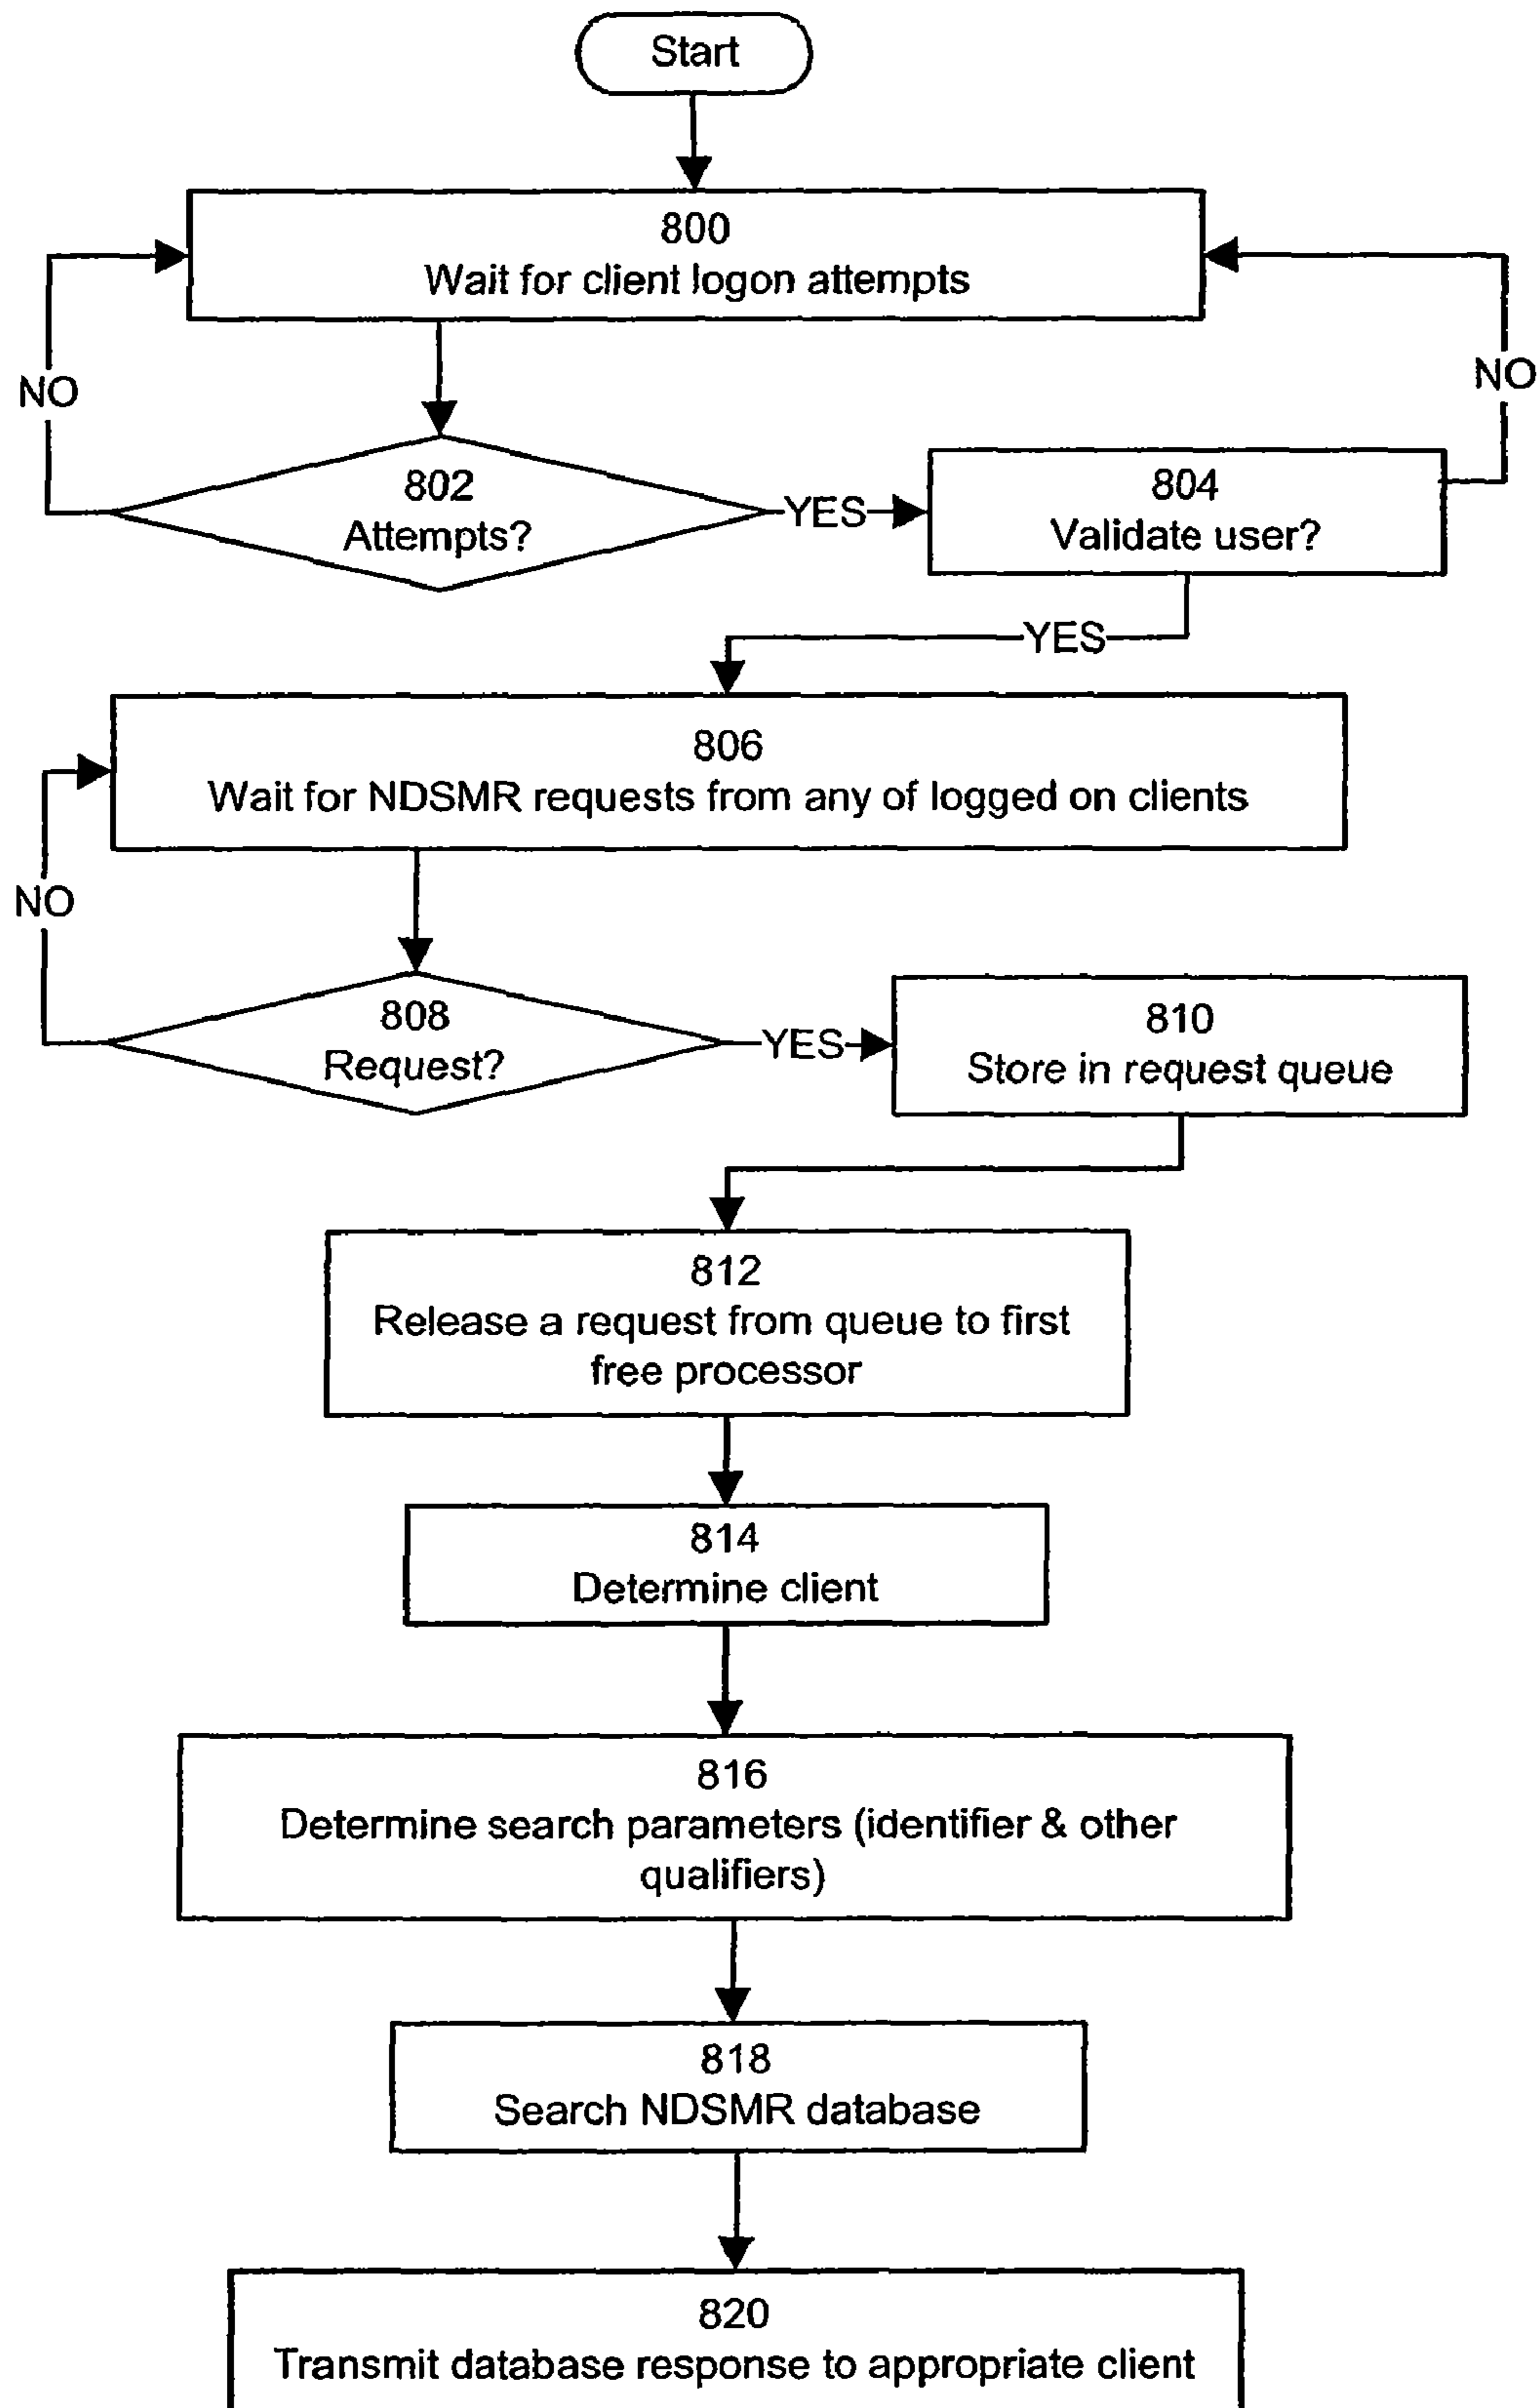 Start
800
Wait for client logon attempts
NO
NO
802
Attempts?
YES
804
Validate user?
YES
806
Wait for NDSMR requests from any of logged on clients
NO
808
Request?
YES
810
Store in request queue
812
Release a request from queue to first
free processor
814
Determine client
816
Determine search parameters (identifier & other
qualifiers)
818
Search NDSMR database
820
Transmit database response to appropriate client